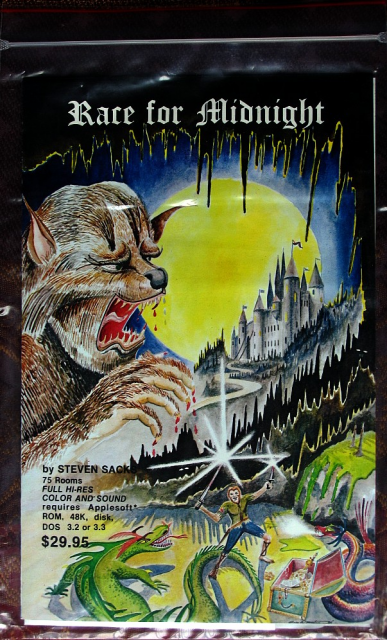 Race for Midnight
by STEVEN SACK
75 Rooms
FULL HI-RES
COLOR AND SOUND
requires Applesoft
ROM, 48K, disk,
DOS 3.2 or 3.3
$29.95